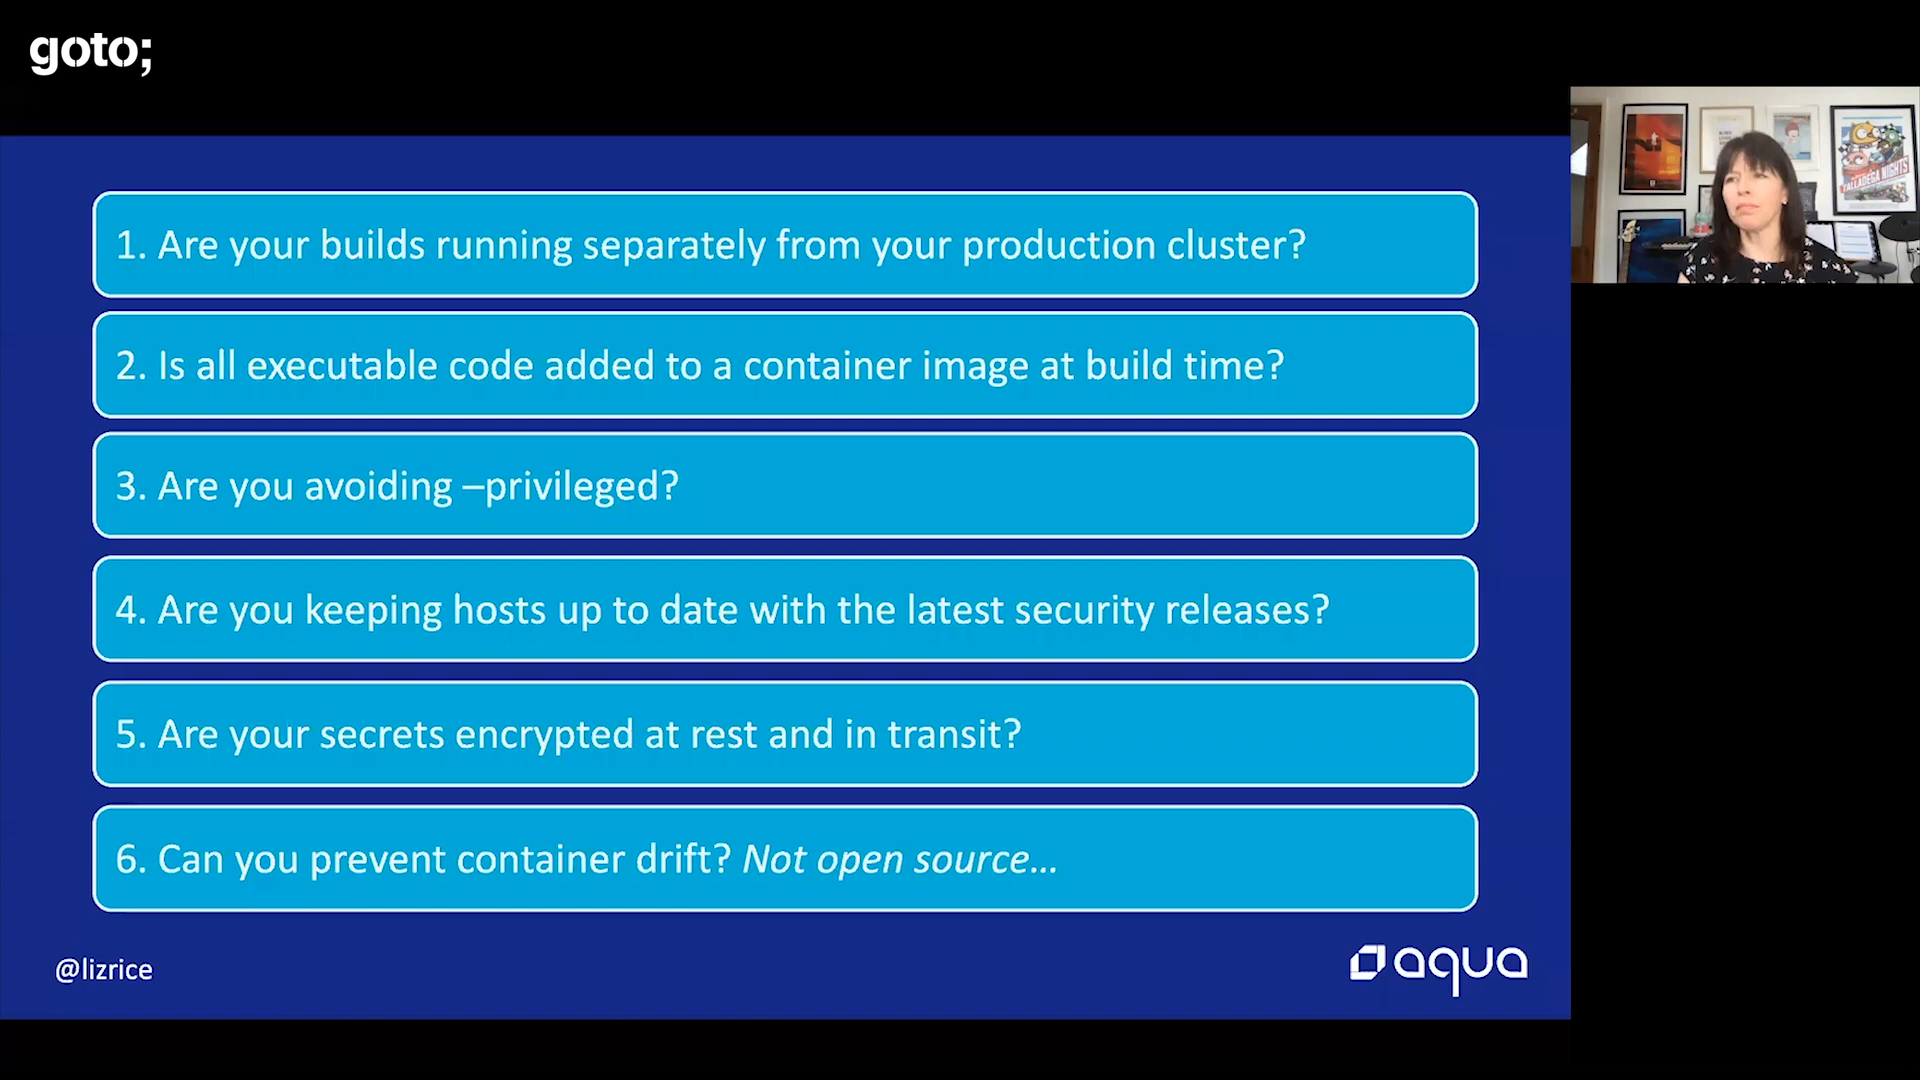 goto;
1. Are your builds running separately from your production cluster?
2. Is all executable code added to a container image at build time?
3. Are you avoiding –privileged?
4. Are you keeping hosts up to date with the latest security releases?
5. Are your secrets encrypted at rest and in transit?
6. Can you prevent container drift? Not open source...
@lizrice
aqua
TALLADEGA NIGHTS